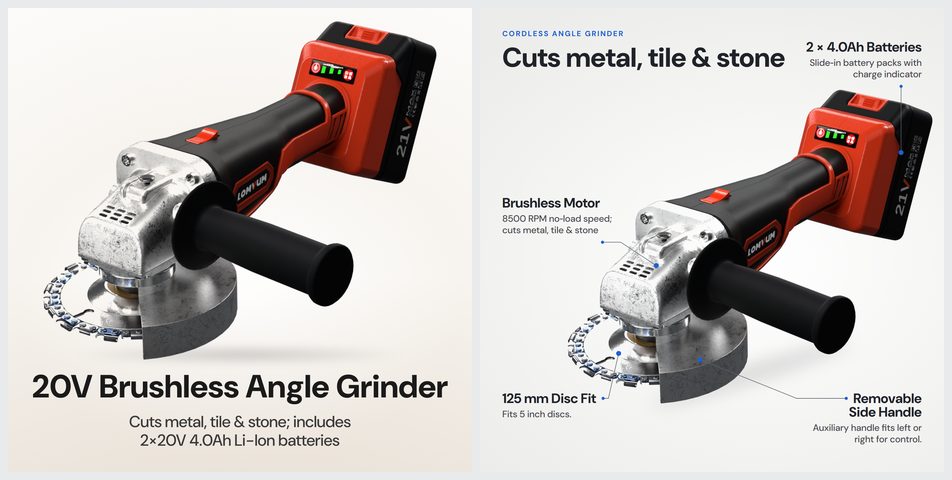 21V
LOMVUM
20V Brushless Angle Grinder
Cuts metal, tile & stone; includes
2×20V 4.0Ah Li-Ion batteries
CORDLESS ANGLE GRINDER
Cuts metal, tile & stone
2 × 4.0Ah Batteries
Slide-in battery packs with
charge indicator
21V
Brushless Motor
8500 RPM no-load speed;
cuts metal, tile & stone
LOMVUM
125 mm Disc Fit
Fits 5 inch discs.
Removable
Side Handle
Auxiliary handle fits left or
right for control.